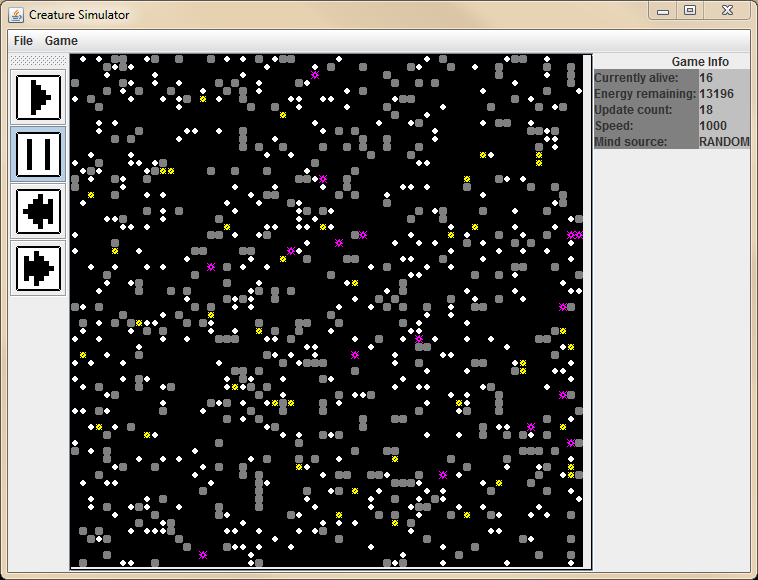 Creature Simulator
File Game
Game Info
Currently alive: 16
Energy remaining: 13196
Update count: 18
Speed: 1000
Mind source: RANDOM